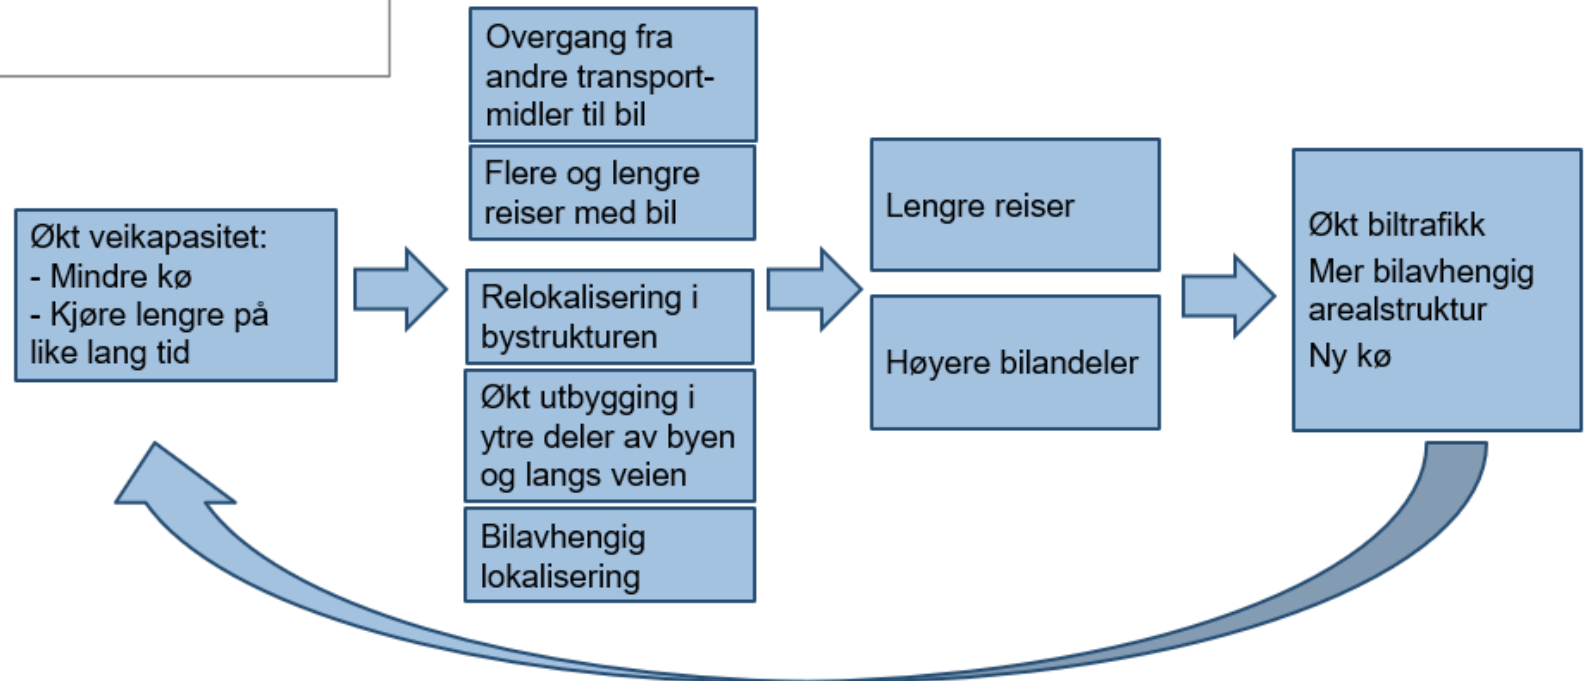 Økt veikapasitet:
- Mindre kø
- Kjøre lengre på
like lang tid
Overgang fra
andre transport-
midler til bil
Flere og lengre
reiser med bil
Relokalisering i
bystrukturen
Økt utbygging i
ytre deler av byen
og langs veien
Bilavhengig
lokalisering
Lengre reiser
Høyere bilandeler
Økt biltrafikk
Mer bilavhengig
arealstruktur
Ny kø